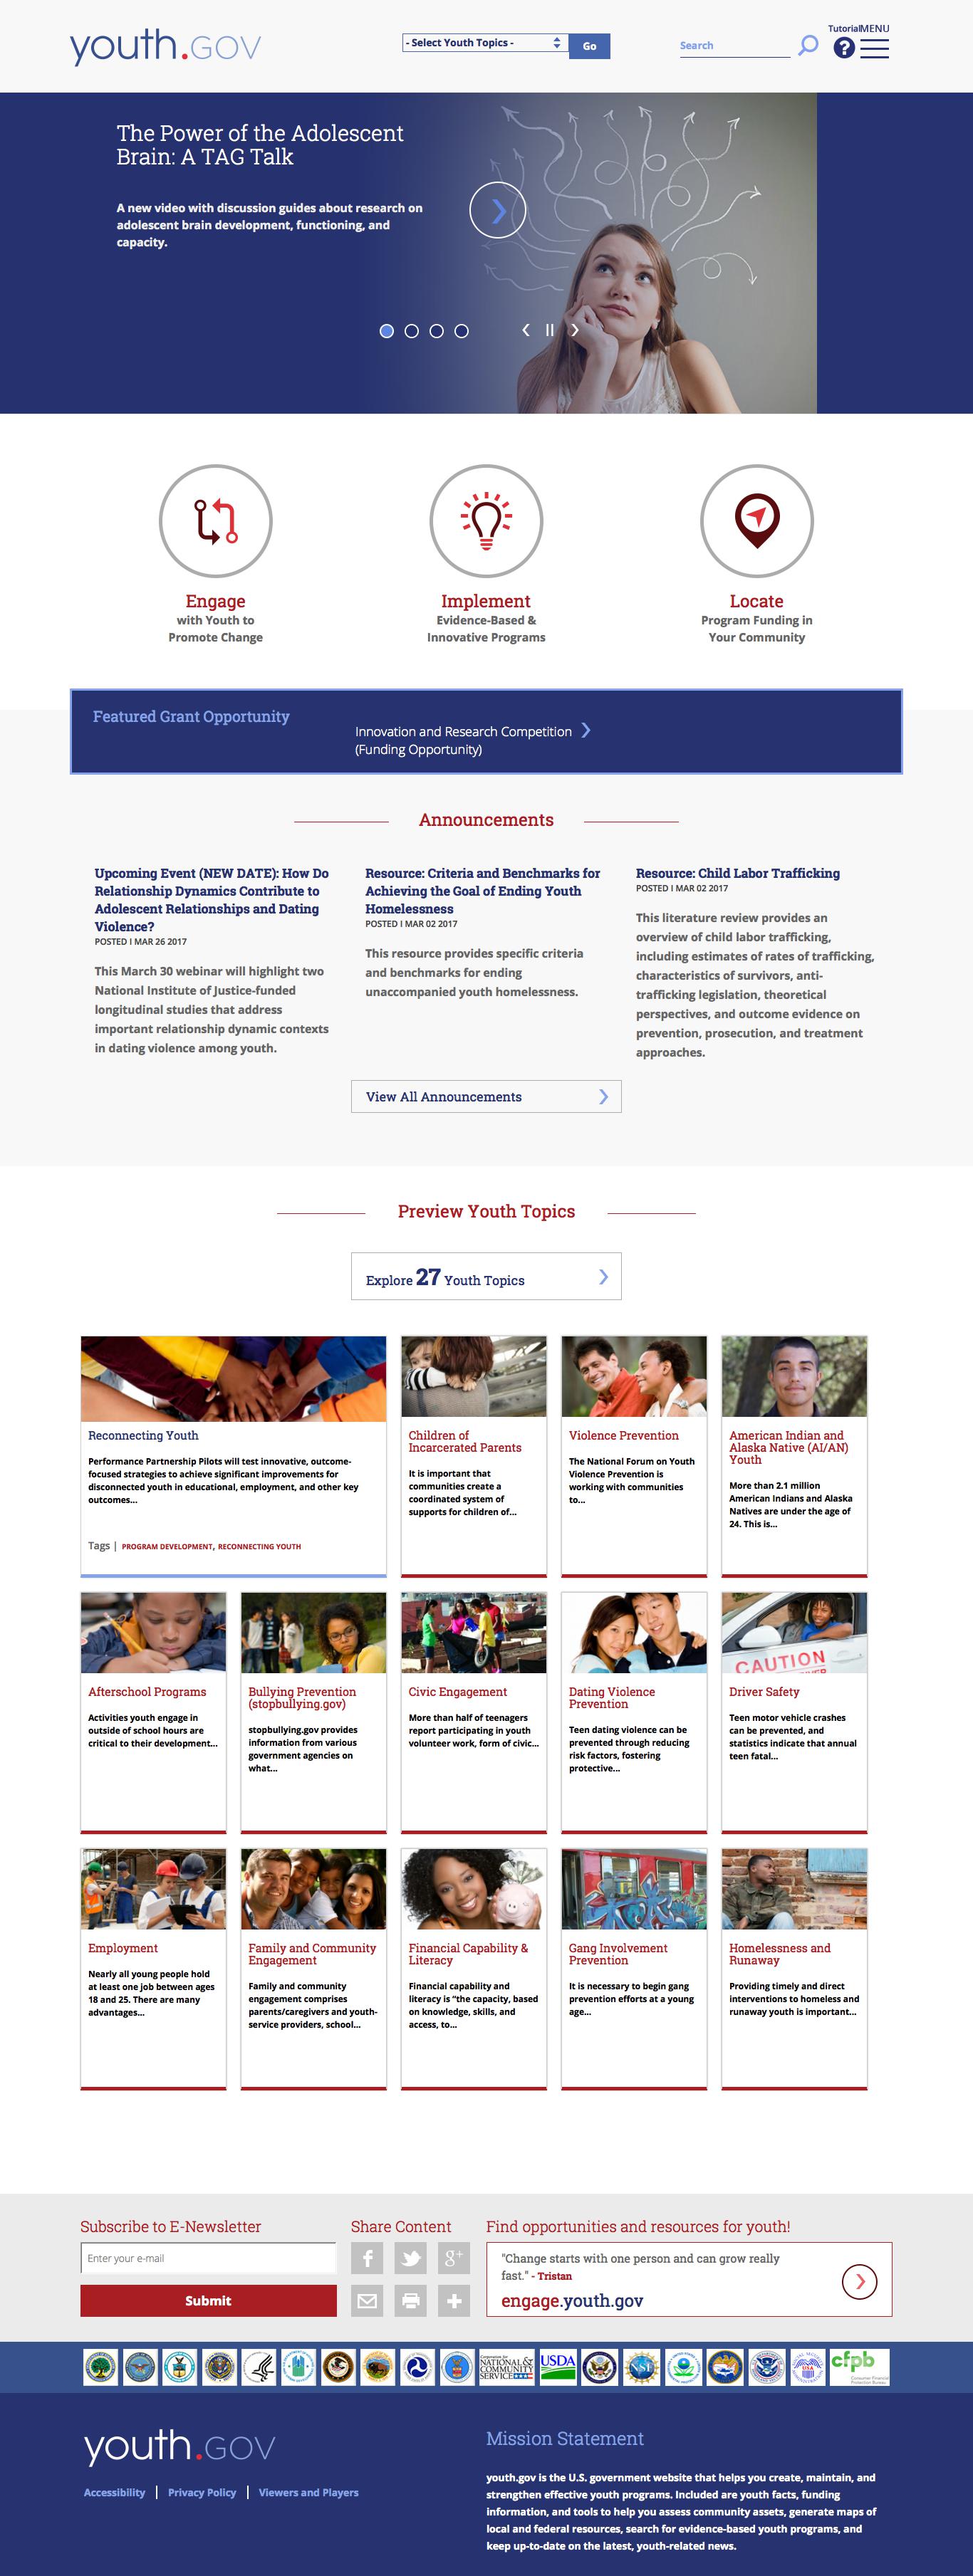 youth.GOV
- Select Youth Topics -
Go
Search
Tutorial
MENU
The Power of the Adolescent
Brain: A TAG Talk
A new video with discussion guides about research on
adolescent brain development, functioning, and
capacity.
Engage
with Youth to
Promote Change
Implement
Evidence-Based &
Innovative Programs
Locate
Program Funding in
Your Community
Featured Grant Opportunity
Innovation and Research Competition
(Funding Opportunity)
Announcements
Upcoming Event (NEW DATE): How Do
Relationship Dynamics Contribute to
Adolescent Relationships and Dating
Violence?
POSTED I MAR 26 2017
This March 30 webinar will highlight two
National Institute of Justice-funded
longitudinal studies that address
important relationship dynamic contexts
in dating violence among youth.
Resource: Criteria and Benchmarks for
Achieving the Goal of Ending Youth
Homelessness
POSTED I MAR 02 2017
This resource provides specific criteria
and benchmarks for ending
unaccompanied youth homelessness.
Resource: Child Labor Trafficking
POSTED I MAR 02 2017
This literature review provides an
overview of child labor trafficking,
including estimates of rates of trafficking,
characteristics of survivors, anti-
trafficking legislation, theoretical
perspectives, and outcome evidence on
prevention, prosecution, and treatment
approaches.
View All Announcements
Preview Youth Topics
Explore 27 Youth Topics
Reconnecting Youth
Performance Partnership Pilots will test innovative, outcome-
focused strategies to achieve significant improvements for
disconnected youth in educational, employment, and other key
outcomes...
Tags | PROGRAM DEVELOPMENT, RECONNECTING YOUTH
Children of
Incarcerated Parents
It is important that
communities create a
coordinated system of
supports for children of...
Violence Prevention
The National Forum on Youth
Violence Prevention is
working with communities
to...
American Indian and
Alaska Native (AI/AN)
Youth
More than 2.1 million
American Indians and Alaska
Natives are under the age of
24. This is...
Afterschool Programs
Activities youth engage in
outside of school hours are
critical to their development...
Bullying Prevention
(stopbullying.gov)
stopbullying.gov provides
information from various
government agencies on
what...
Civic Engagement
More than half of teenagers
report participating in youth
volunteer work, form of civic...
Dating Violence
Prevention
Teen dating violence can be
prevented through reducing
risk factors, fostering
protective...
CAUTION
Driver Safety
Teen motor vehicle crashes
can be prevented, and
statistics indicate that annual
teen fatal...
Employment
Nearly all young people hold
at least one job between ages
18 and 25. There are many
advantages...
Family and Community
Engagement
Family and community
engagement comprises
parents/caregivers and youth-
service providers, school...
Financial Capability &
Literacy
Financial capability and
literacy is "the capacity, based
on knowledge, skills, and
access, to...
Gang Involvement
Prevention
It is necessary to begin gang
prevention efforts at a young
age...
Homelessness and
Runaway
Providing timely and direct
interventions to homeless and
runaway youth is important...
Subscribe to E-Newsletter
Enter your e-mail
Submit
Share Content
Find opportunities and resources for youth!
"Change starts with one person and can grow really
fast." - Tristan
engage.youth.gov
Corporation for
NATIONAL &
COMMUNITY
SERVICE
USDA
NSF
USA
cfpb
Consumer Financial
Protection Bureau
youth.GOV
Accessibility | Privacy Policy | Viewers and Players
Mission Statement
youth.gov is the U.S. government website that helps you create, maintain, and
strengthen effective youth programs. Included are youth facts, funding
information, and tools to help you assess community assets, generate maps of
local and federal resources, search for evidence-based youth programs, and
keep up-to-date on the latest, youth-related news.